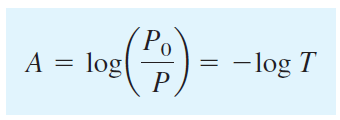 A = log(P₀/P) = −log T